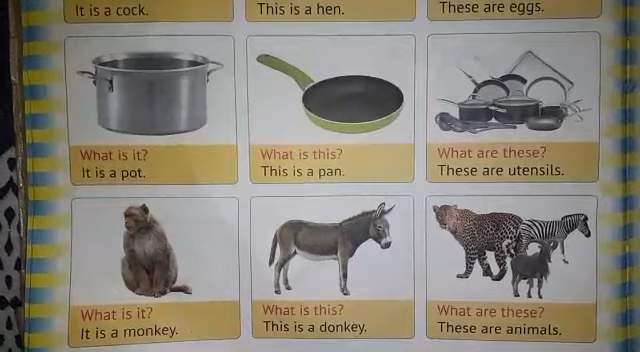 It is a cock.
This is a hen.
These are eggs.
What is it?
It is a pot.
What is this?
This is a pan.
What are these?
These are utensils.
What is it?
It is a monkey.
What is this?
This is a donkey.
What are these?
These are animals.